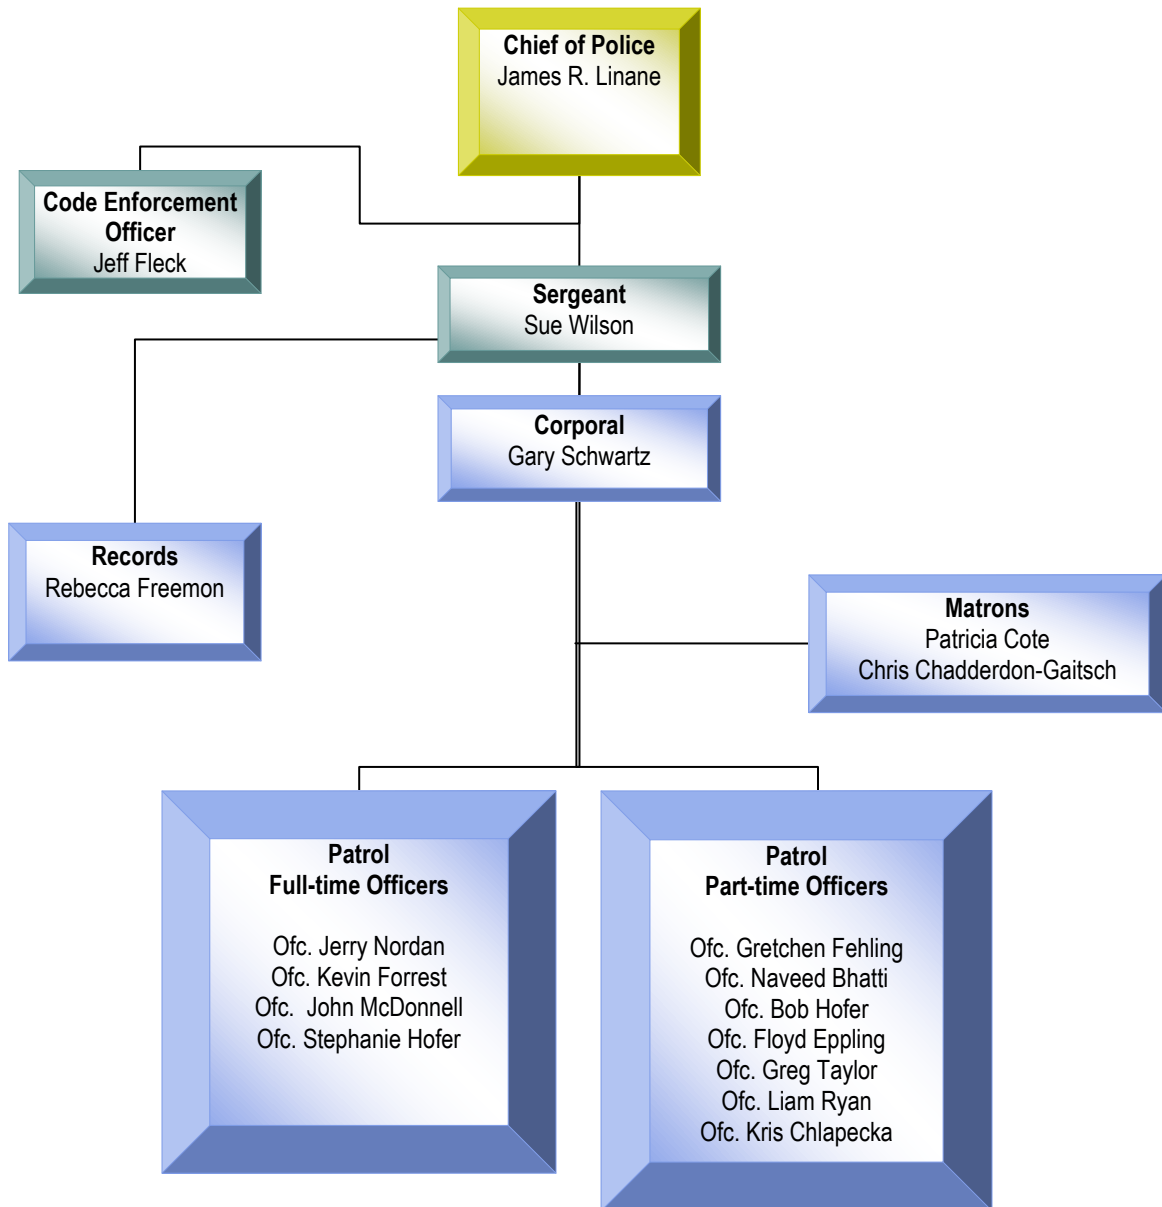 Chief of Police
James R. Linane
Code Enforcement
Officer
Jeff Fleck
Sergeant
Sue Wilson
Corporal
Gary Schwartz
Records
Rebecca Freemon
Matrons
Patricia Cote
Chris Chadderdon-Gaitsch
Patrol
Full-time Officers
Ofc. Jerry Nordan
Ofc. Kevin Forrest
Ofc.  John McDonnell
Ofc. Stephanie Hofer
Patrol
Part-time Officers
Ofc. Gretchen Fehling
Ofc. Naveed Bhatti
Ofc. Bob Hofer
Ofc. Floyd Eppling
Ofc. Greg Taylor
Ofc. Liam Ryan
Ofc. Kris Chlapecka